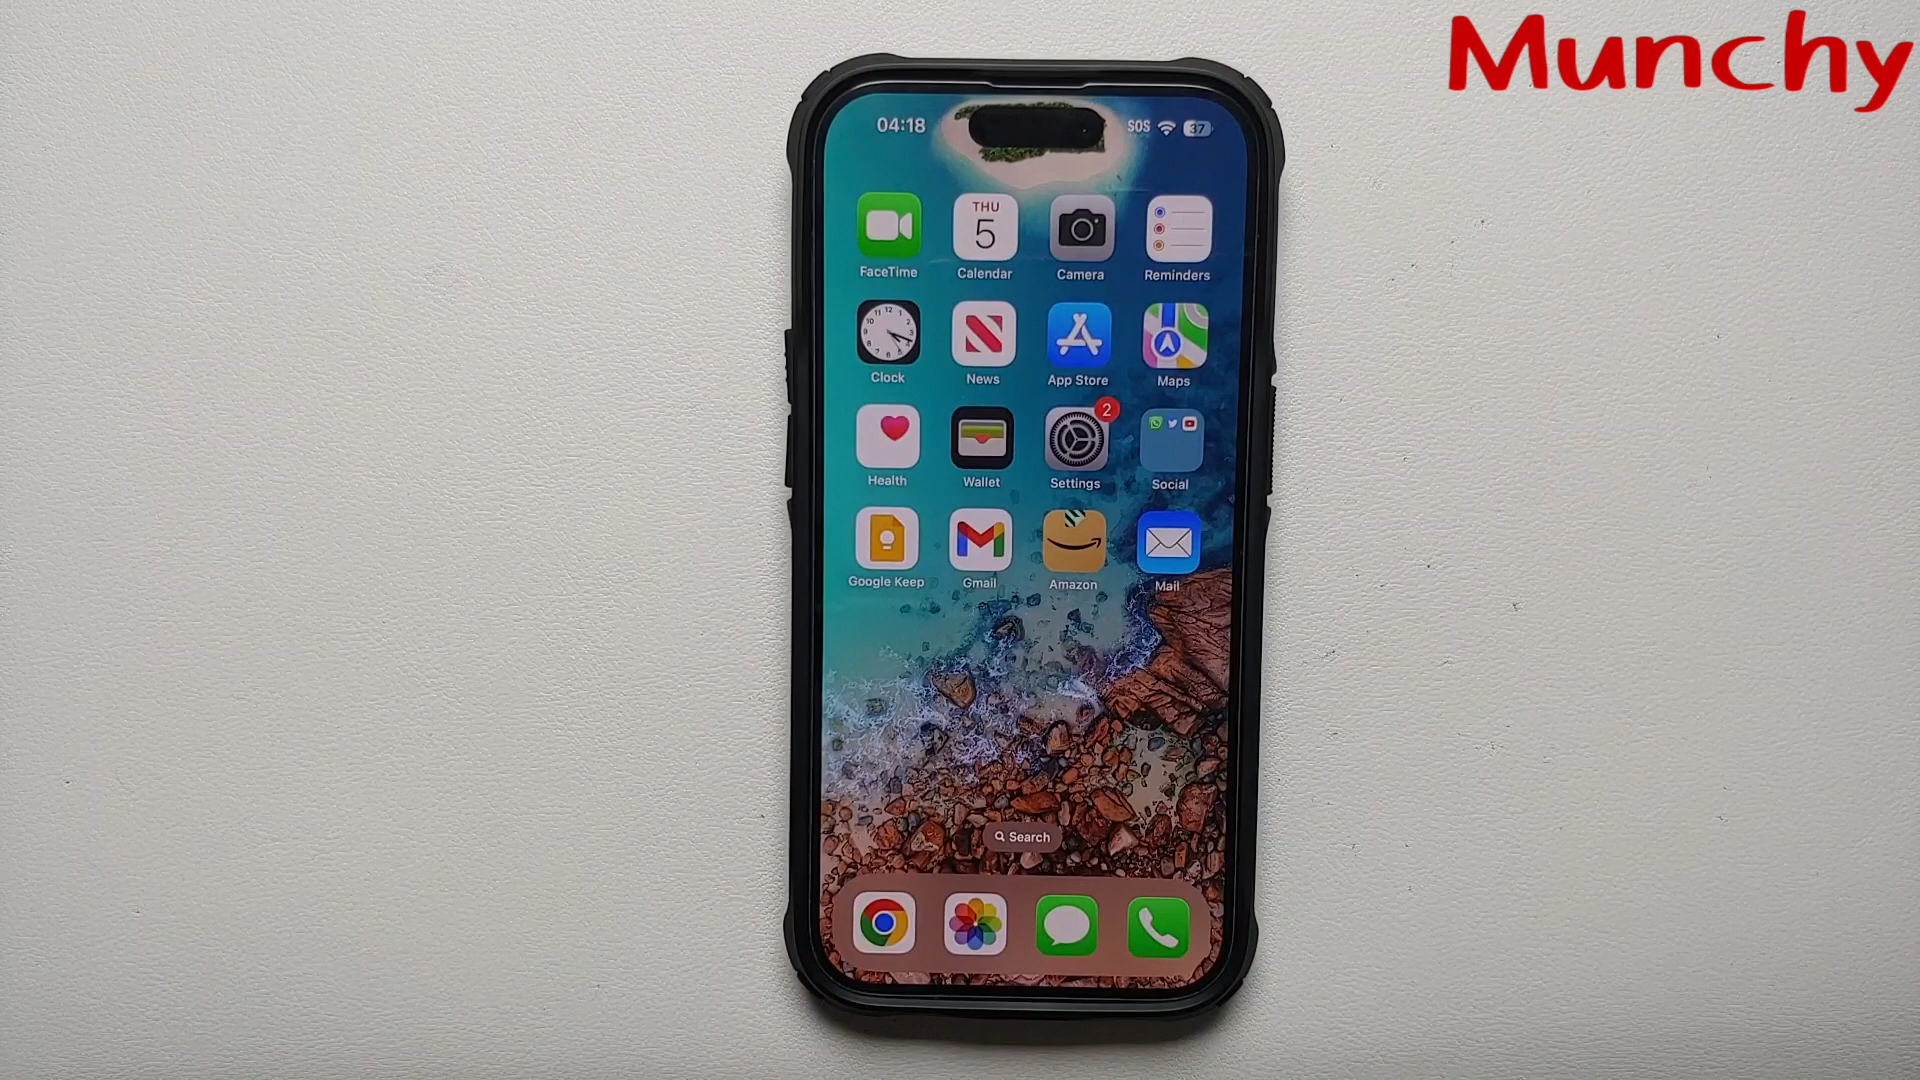 Munchy
04:18
SOS
37
THU
5
FaceTime
Calendar
Camera
Reminders
Clock
News
App Store
Maps
2
Health
Wallet
Settings
Social
Google Keep
Gmail
Amazon
Mail
Search